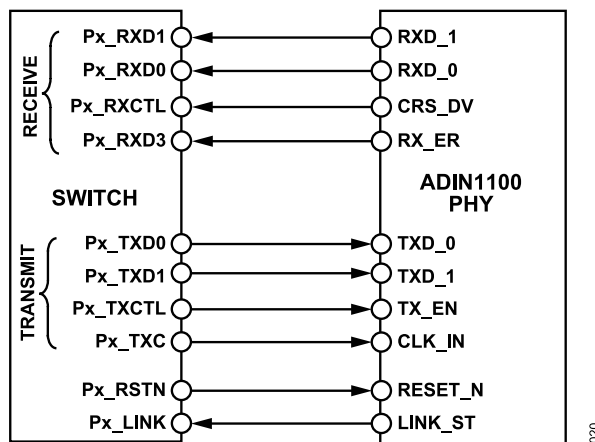 RECEIVE
Px_RXD1 RXD_1
Px_RXD0 RXD_0
Px_RXCTL CRS_DV
Px_RXD3 RX_ER
SWITCH
ADIN1100
PHY
TRANSMIT
Px_TXD0 TXD_0
Px_TXD1 TXD_1
Px_TXCTL TX_EN
Px_TXC CLK_IN
Px_RSTN RESET_N
Px_LINK LINK_ST
020